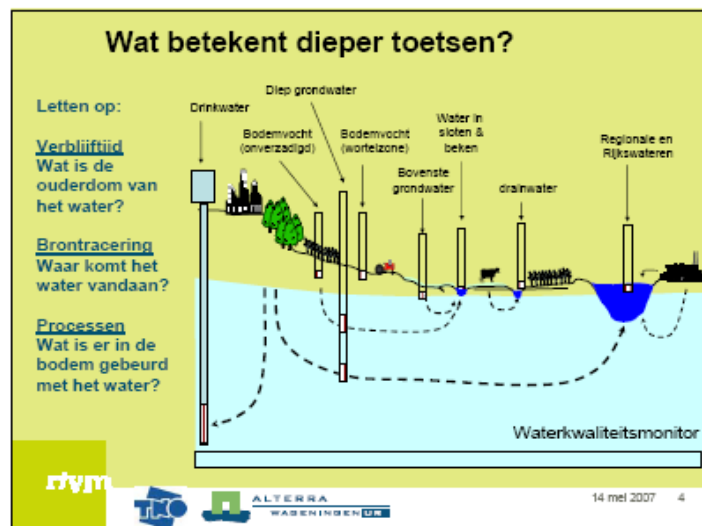 Wat betekent dieper toetsen?
Letten op:
Verblijftijd
Wat is de
ouderdom van
het water?
Brontracering
Waar komt het
water vandaan?
Processen
Wat is er in de
bodem gebeurd
met het water?
Drinkwater
Diep grondwater
Bodemvocht
(onverzadigd)
Bodemvocht
(wortelzone)
Bovenste
grondwater
Water in
sloten &
beken
drainwater
Regionale en
Rijkswateren
Waterkwaliteitsmonitor
rivm
TNO
ALTERRA
WAGENINGEN UR
14 mei 2007 4